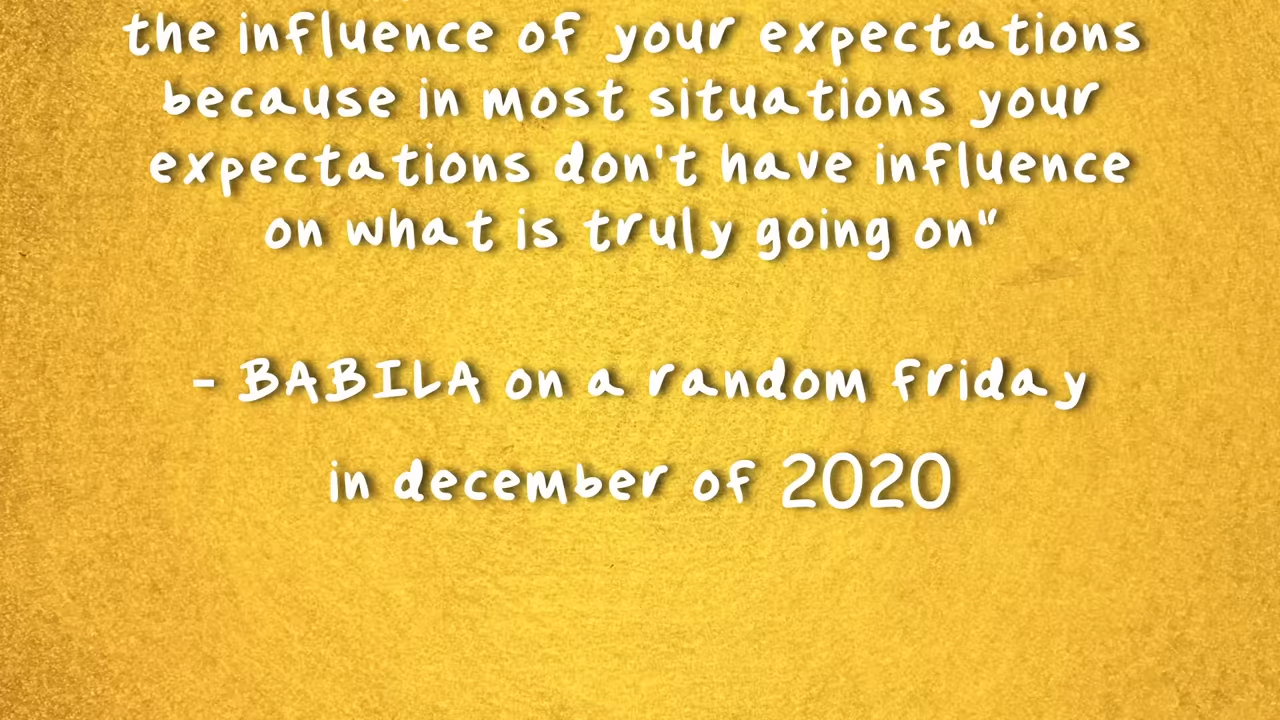 the influence of your expectations
because in most situations your
expectations don't have influence
on what is truly going on"
- BABILA on a random friday
in december of 2020